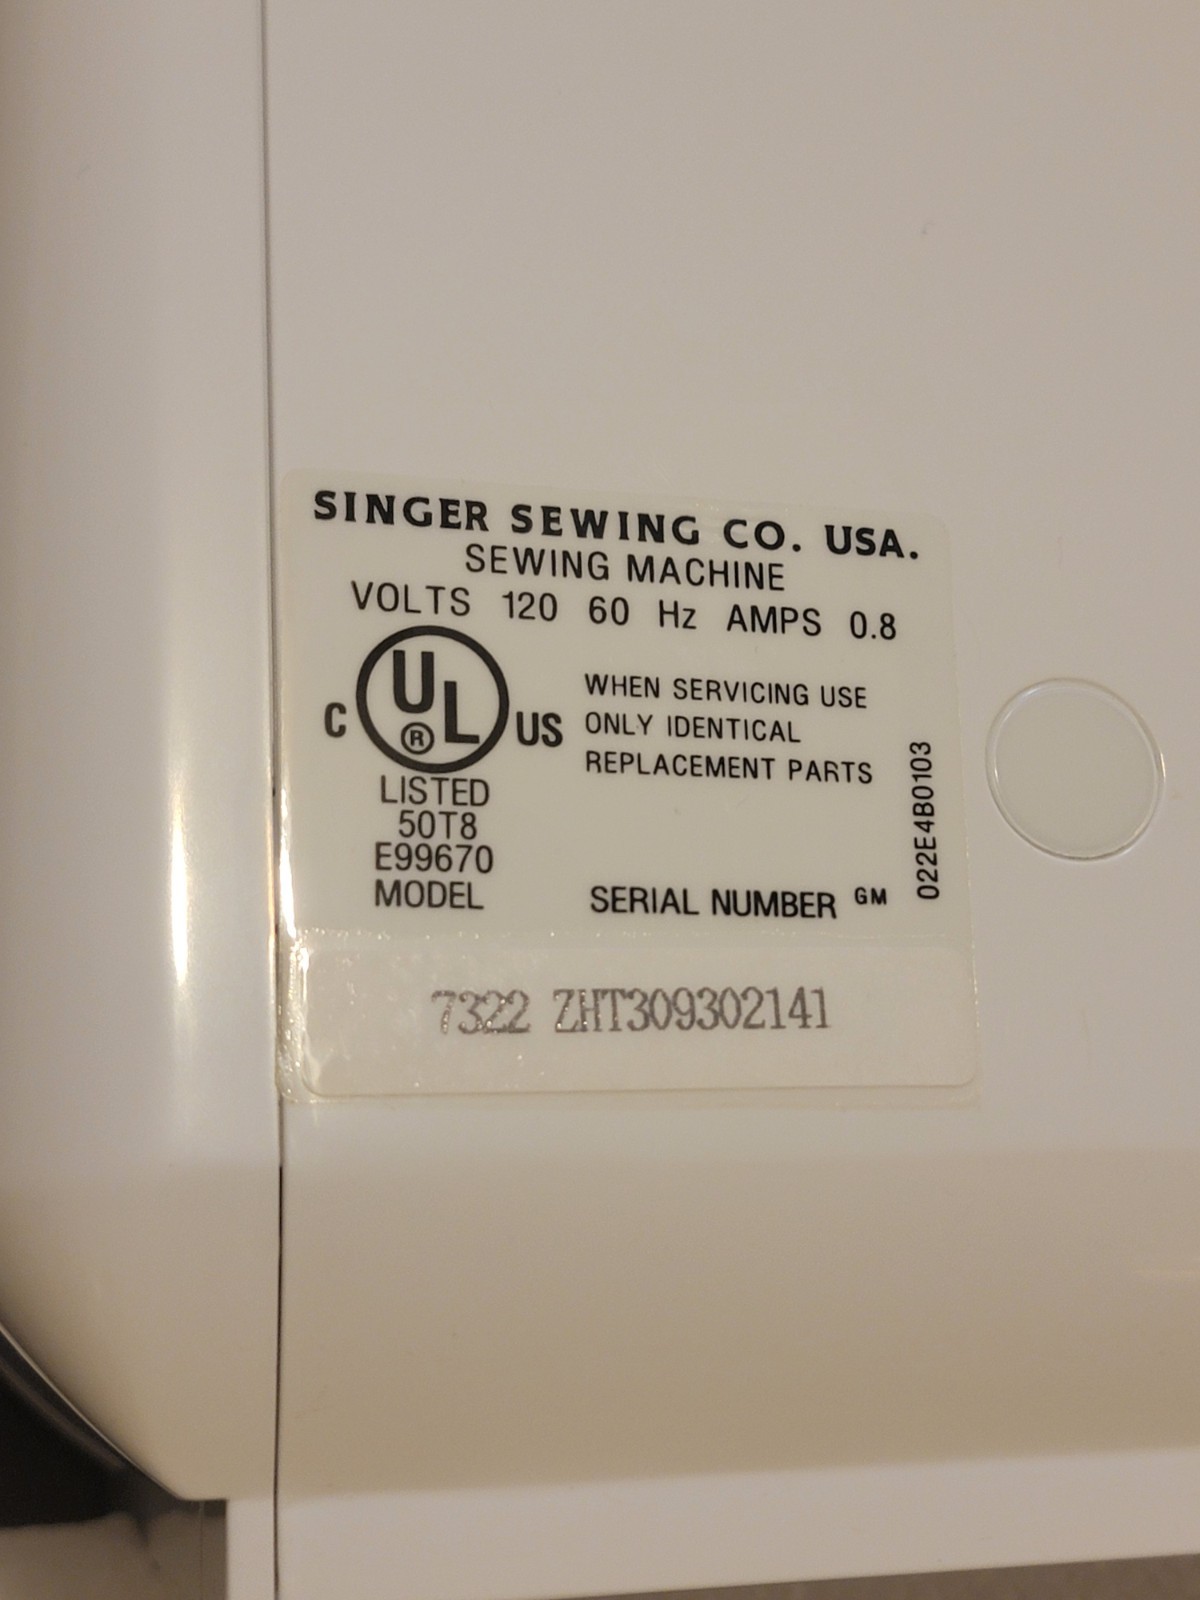 SINGER SEWING CO. USA.
SEWING MACHINE
VOLTS 120 60 Hz AMPS 0.8
C UL ® US
LISTED
50T8
E99670
MODEL
WHEN SERVICING USE
ONLY IDENTICAL
REPLACEMENT PARTS
SERIAL NUMBER GM
022E4B0103
7322 ZHT309302141